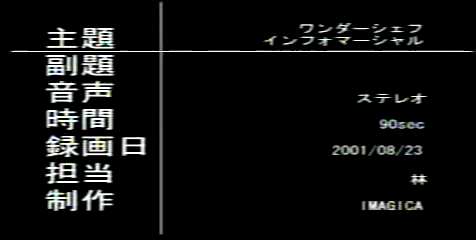 主題 ワンダーシェフ
インフォマーシャル
副題
音声 ステレオ
時間 90sec
録画日 2001/08/23
担当 林
制作 IMAGICA